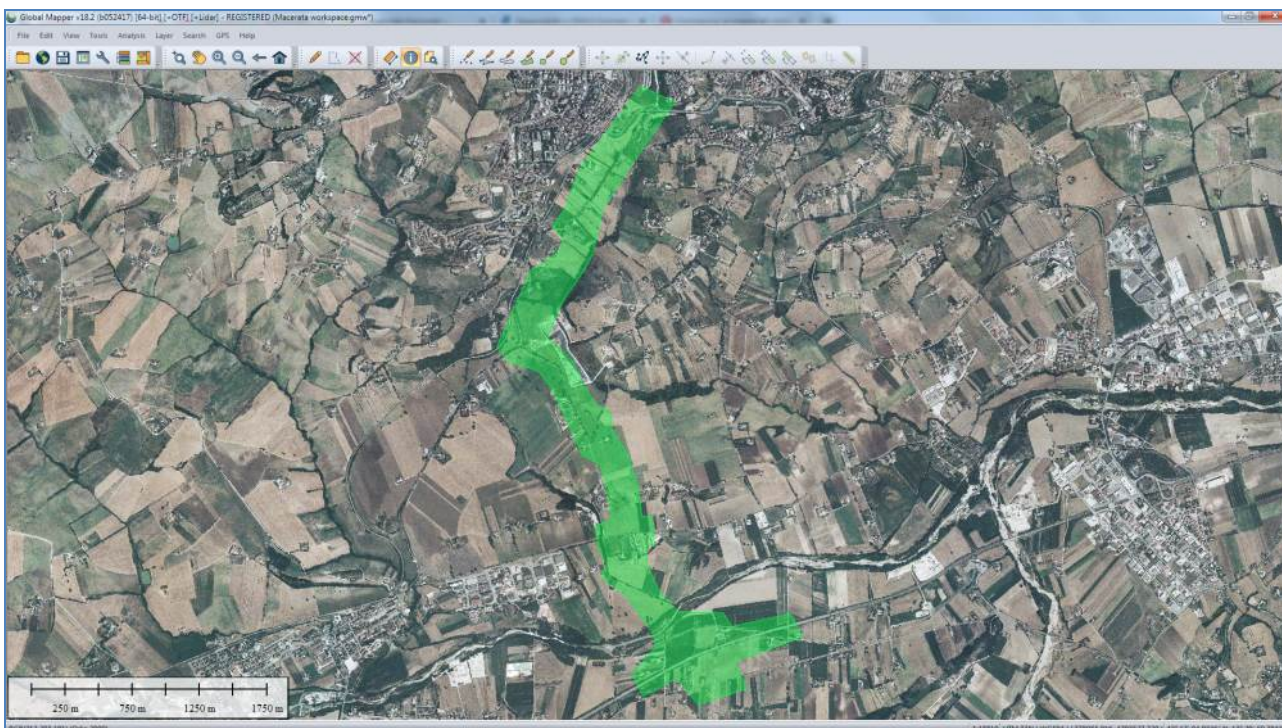 Global Mapper v18.2 (b052417) [64-bit] [+OTF] [+Lidar] - REGISTERED (Macerata workspace.gmw*)
File Edit View Tools Analysis Layer Search GPS Help
250 m 750 m 1250 m 1750 m